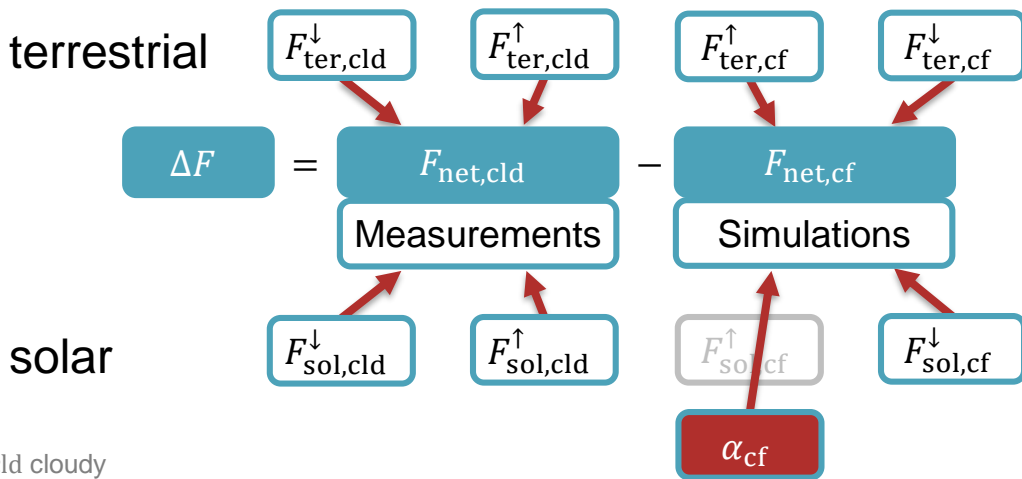 terrestrial F↓ter,cld F↑ter,cld F↑ter,cf F↓ter,cf
ΔF = Fnet,cld − Fnet,cf
Measurements Simulations
solar F↓sol,cld F↑sol,cld F↑sol,cf F↓sol,cf
αcf
ld cloudy